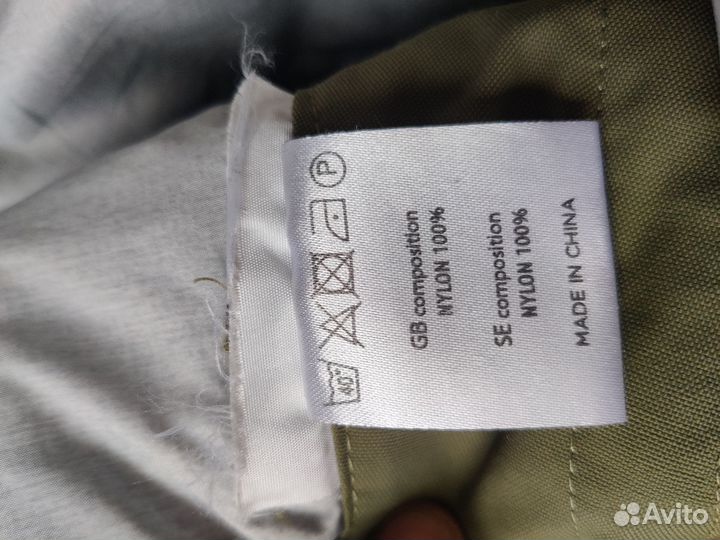 40°
P
GB composition
NYLON 100%
SE composition
NYLON 100%
MADE IN CHINA
Avito